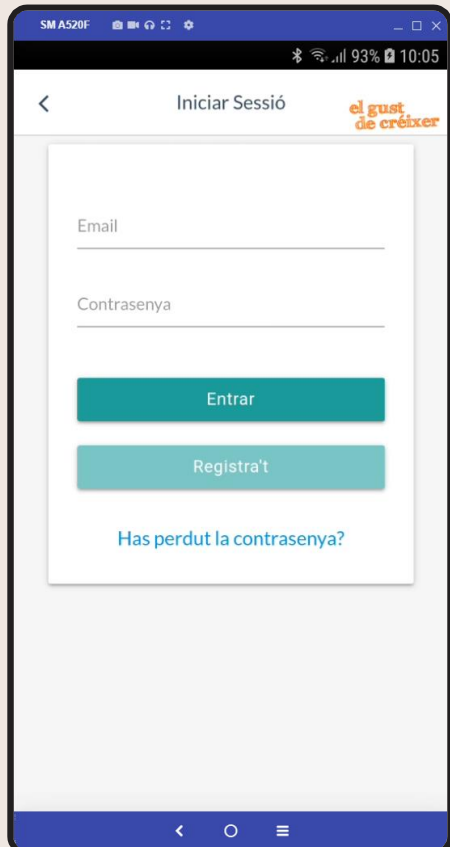 SM A520F
93% 10:05
Iniciar Sessió
el gust
de créixer
Email
Contrasenya
Entrar
Registra't
Has perdut la contrasenya?